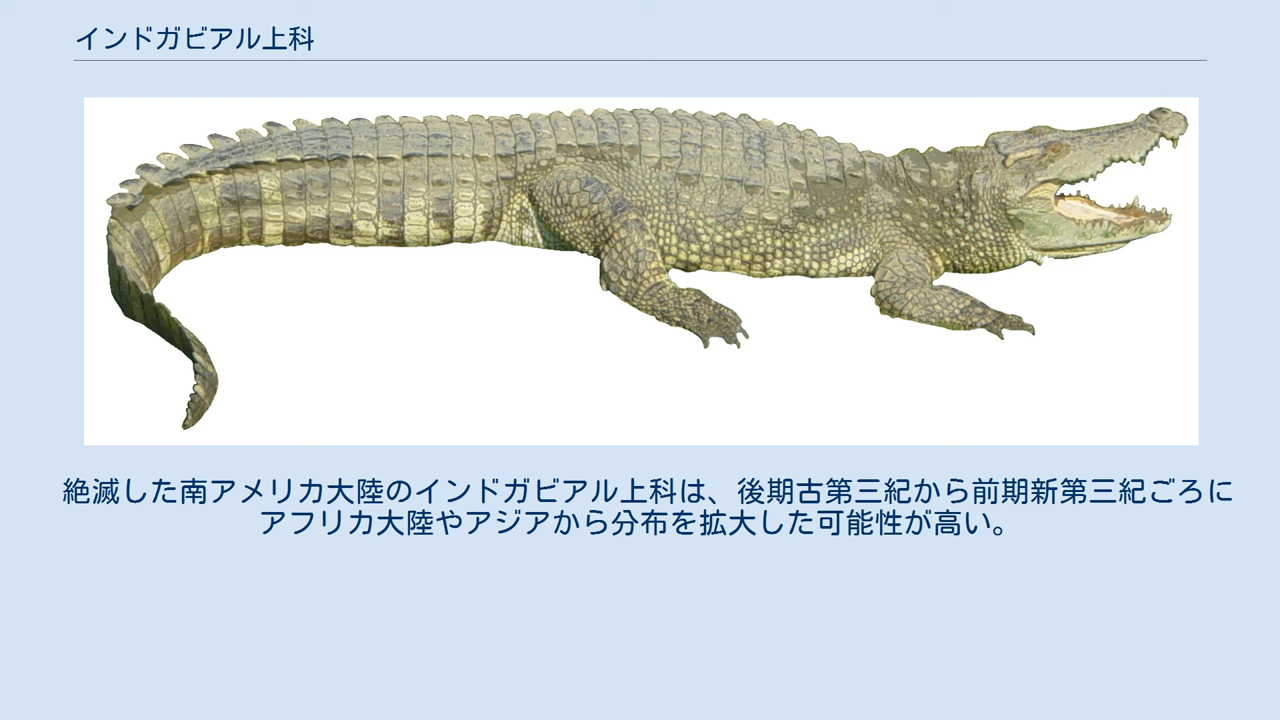 インドガビアル上科
絶滅した南アメリカ大陸のインドガビアル上科は、後期古第三紀から前期新第三紀ごろに
アフリカ大陸やアジアから分布を拡大した可能性が高い。